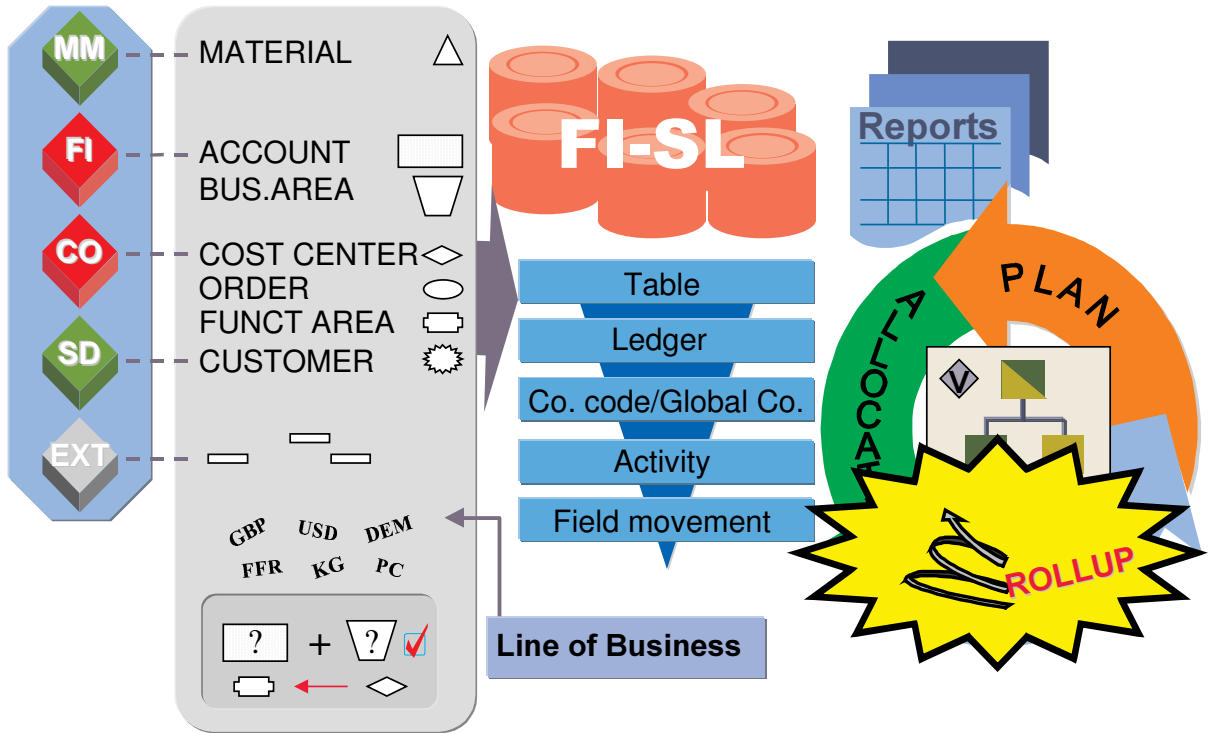 MM
MATERIAL
FI
ACCOUNT
BUS.AREA
CO
COST CENTER
ORDER
FUNCT AREA
SD
CUSTOMER
EXT
GBP USD DEM
FFR KG PC
? + ?
FI-SL
Table
Ledger
Co. code/Global Co.
Activity
Field movement
Line of Business
Reports
PLAN
V
ROLLUP